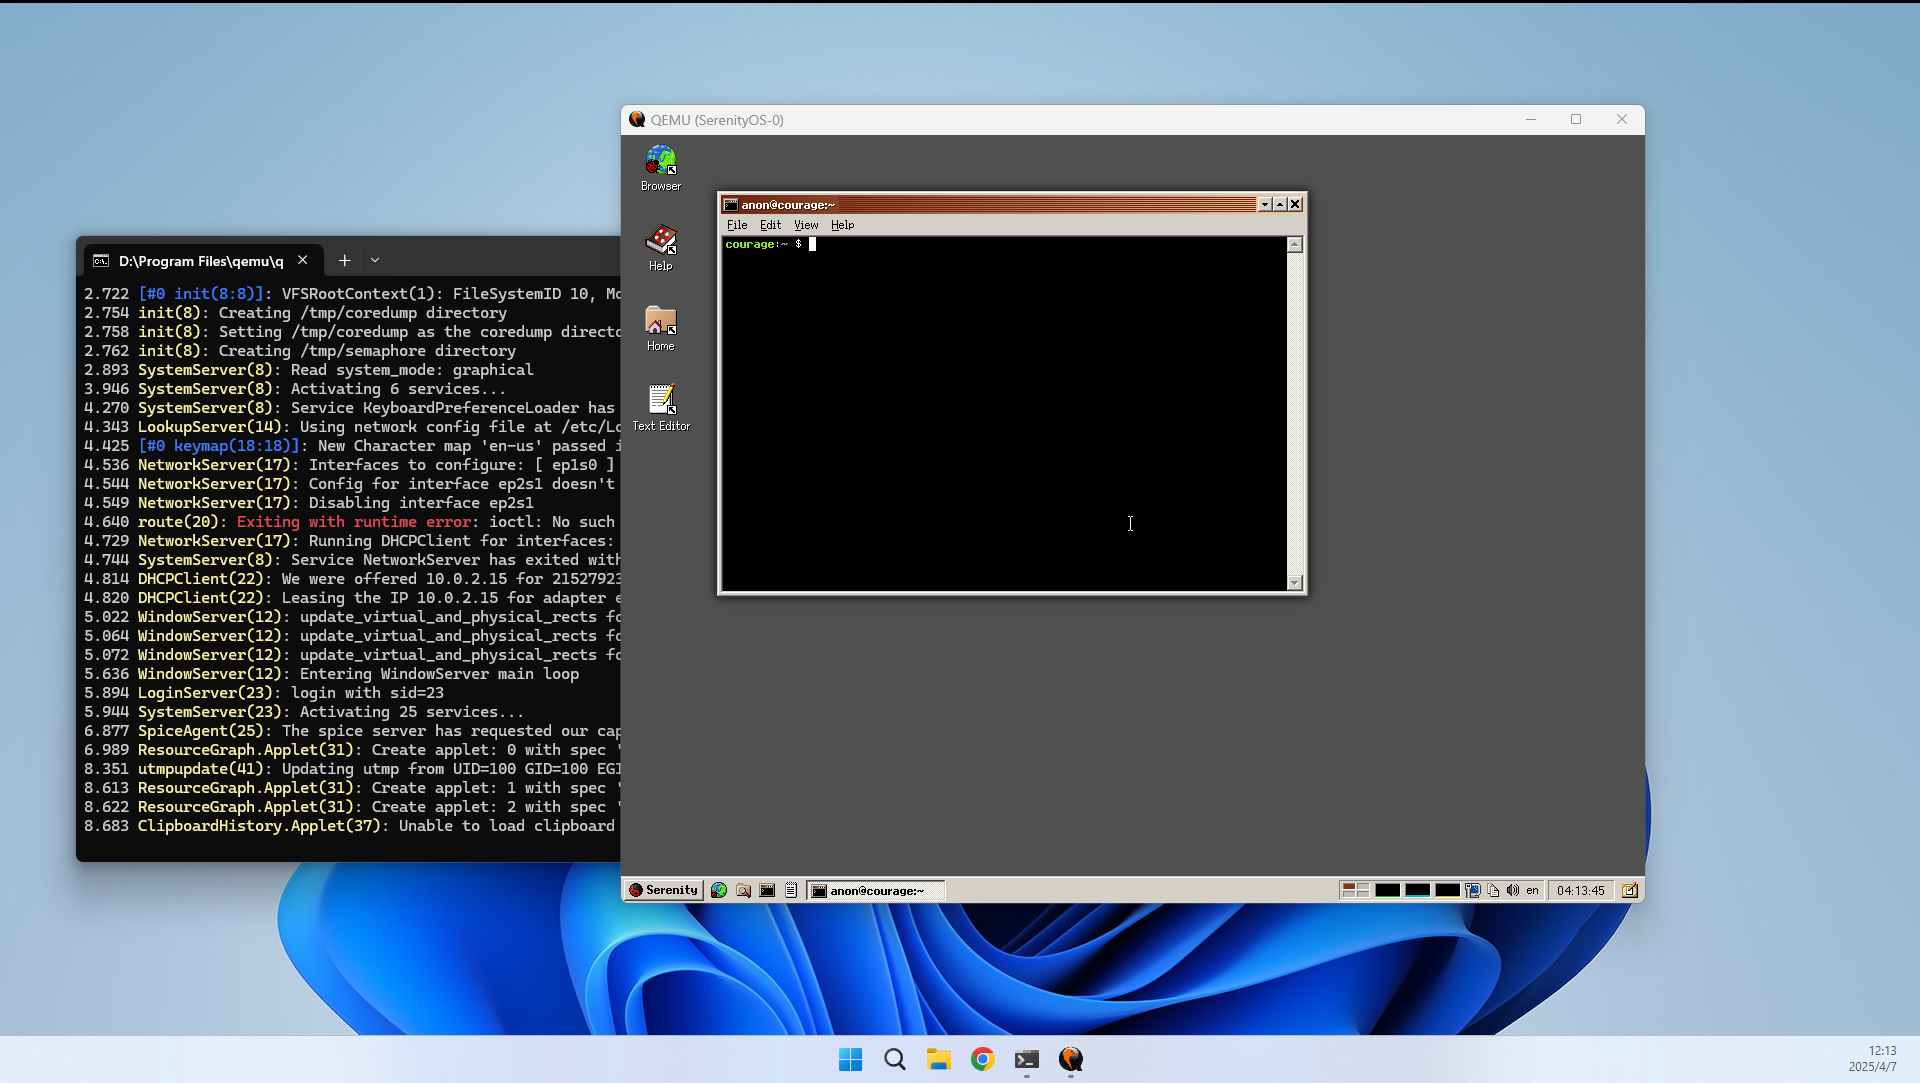 D:\Program Files\qemu\q
2.722 [#0 init(8:8)]: VFSRootContext(1): FileSystemID 10, Mo
2.754 init(8): Creating /tmp/coredump directory
2.758 init(8): Setting /tmp/coredump as the coredump directo
2.762 init(8): Creating /tmp/semaphore directory
2.893 SystemServer(8): Read system_mode: graphical
3.946 SystemServer(8): Activating 6 services...
4.270 SystemServer(8): Service KeyboardPreferenceLoader has
4.343 LookupServer(14): Using network config file at /etc/Lo
4.425 [#0 keymap(18:18)]: New Character map 'en-us' passed i
4.536 NetworkServer(17): Interfaces to configure: [ ep1s0 ]
4.544 NetworkServer(17): Config for interface ep2s1 doesn't
4.549 NetworkServer(17): Disabling interface ep2s1
4.640 route(20): Exiting with runtime error: ioctl: No such
4.729 NetworkServer(17): Running DHCPClient for interfaces:
4.744 SystemServer(8): Service NetworkServer has exited with
4.814 DHCPClient(22): We were offered 10.0.2.15 for 21527923
4.820 DHCPClient(22): Leasing the IP 10.0.2.15 for adapter e
5.022 WindowServer(12): update_virtual_and_physical_rects fo
5.064 WindowServer(12): update_virtual_and_physical_rects fo
5.072 WindowServer(12): update_virtual_and_physical_rects fo
5.636 WindowServer(12): Entering WindowServer main loop
5.894 LoginServer(23): login with sid=23
5.944 SystemServer(23): Activating 25 services...
6.877 SpiceAgent(25): The spice server has requested our cap
6.989 ResourceGraph.Applet(31): Create applet: 0 with spec '
8.351 utmpupdate(41): Updating utmp from UID=100 GID=100 EGI
8.613 ResourceGraph.Applet(31): Create applet: 1 with spec '
8.622 ResourceGraph.Applet(31): Create applet: 2 with spec '
8.683 ClipboardHistory.Applet(37): Unable to load clipboard
QEMU (SerenityOS-0)
Browser
Help
Home
Text Editor
anon@courage:~
File Edit View Help
courage:~ $
Serenity
anon@courage:~
en
04:13:45
12:13
2025/4/7